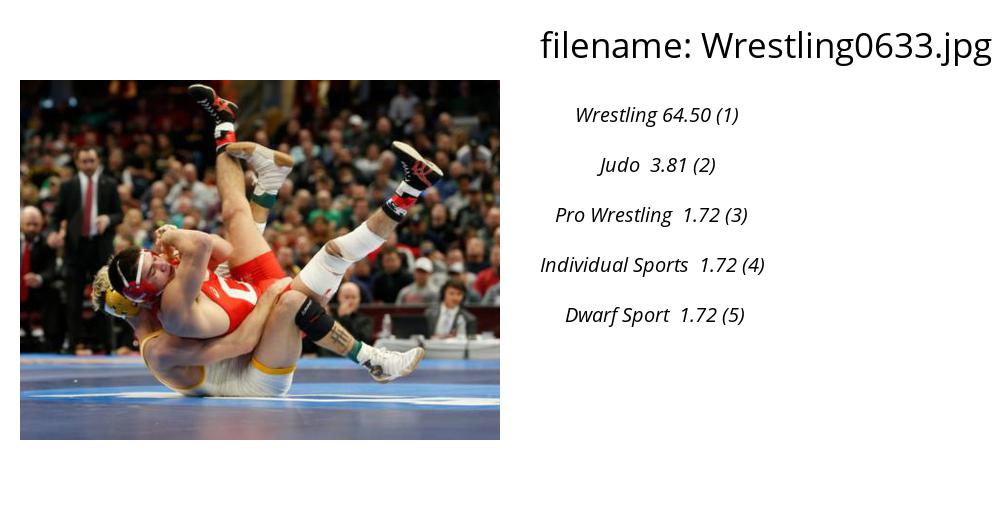 filename: Wrestling0633.jpg
Wrestling 64.50 (1)
Judo 3.81 (2)
Pro Wrestling 1.72 (3)
Individual Sports 1.72 (4)
Dwarf Sport 1.72 (5)